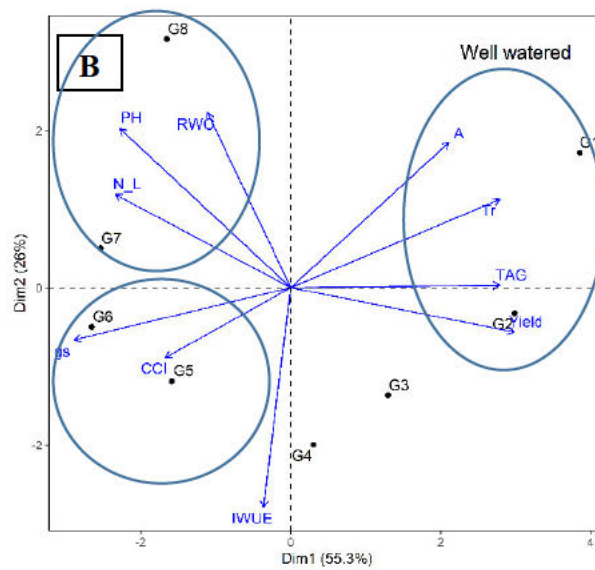 G8
B
Well watered
PH
RWC
A
G1
2
N_L
Tr
G7
TAG
0
G6
G2
Yield
gs
CCI
G5
G3
-2
G4
IWUE
-2
0
2
4
Dim1 (55.3%)
Dim2 (26%)